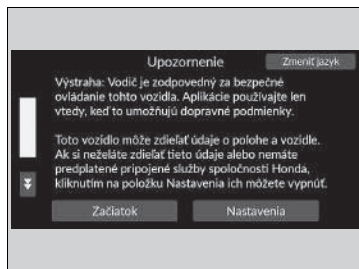 Upozornenie
Zmeniť jazyk
Výstraha: Vodič je zodpovedný za bezpečné
ovládanie tohto vozidla. Aplikácie používajte len
vtedy, keď to umožňujú dopravné podmienky.
Toto vozidlo môže zdieľať údaje o polohe a vozidle.
Ak si neželáte zdieľať tieto údaje alebo nemáte
predplatené pripojené služby spoločnosti Honda,
kliknutím na položku Nastavenia ich môžete vypnúť.
Začiatok
Nastavenia